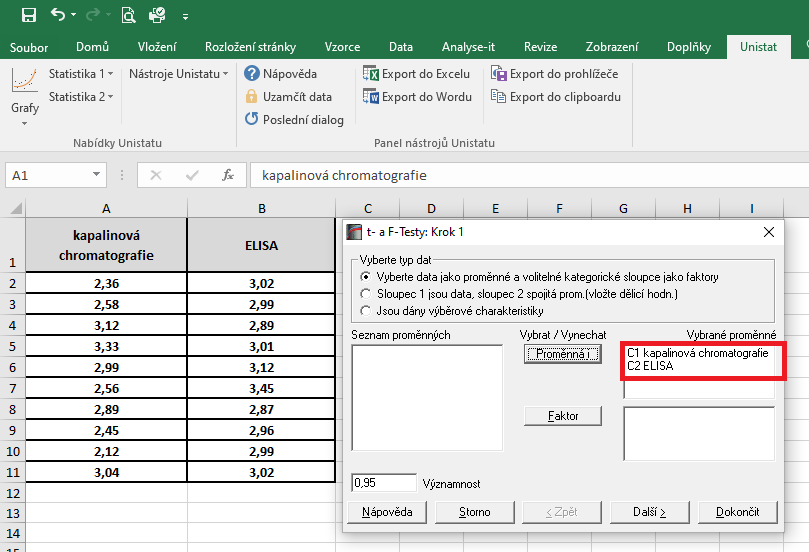 Soubor Domů Vložení Rozložení stránky Vzorce Data Analyse-it Revize Zobrazení Doplňky Unistat
Grafy
Statistika 1
Statistika 2
Nástroje Unistatu
Nabídky Unistatu
Nápověda
Uzamčít data
Poslední dialog
Export do Excelu
Export do Wordu
Export do prohlížeče
Export do clipboardu
Panel nástrojů Unistatu
A1 fx kapalinová chromatografie
A B C D E F G H I
1 kapalinová
chromatografie ELISA
2 2,36 3,02
3 2,58 2,99
4 3,12 2,89
5 3,33 3,01
6 2,99 3,12
7 2,56 3,45
8 2,89 2,87
9 2,45 2,96
10 2,12 2,99
11 3,04 3,02
12
13
14
t- a F-Testy: Krok 1
Vyberte typ dat
Vyberte data jako proměnné a volitelné kategorické sloupce jako faktory
Sloupec 1 jsou data, sloupec 2 spojitá prom.(vložte dělicí hodn.)
Jsou dány výběrové charakteristiky
Seznam proměnných Vybrat / Vynechat Vybrané proměnné
Proměnná i
C1 kapalinová chromatografie
C2 ELISA
Faktor
0,95 Významnost
Nápověda Storno < Zpět Další > Dokončit